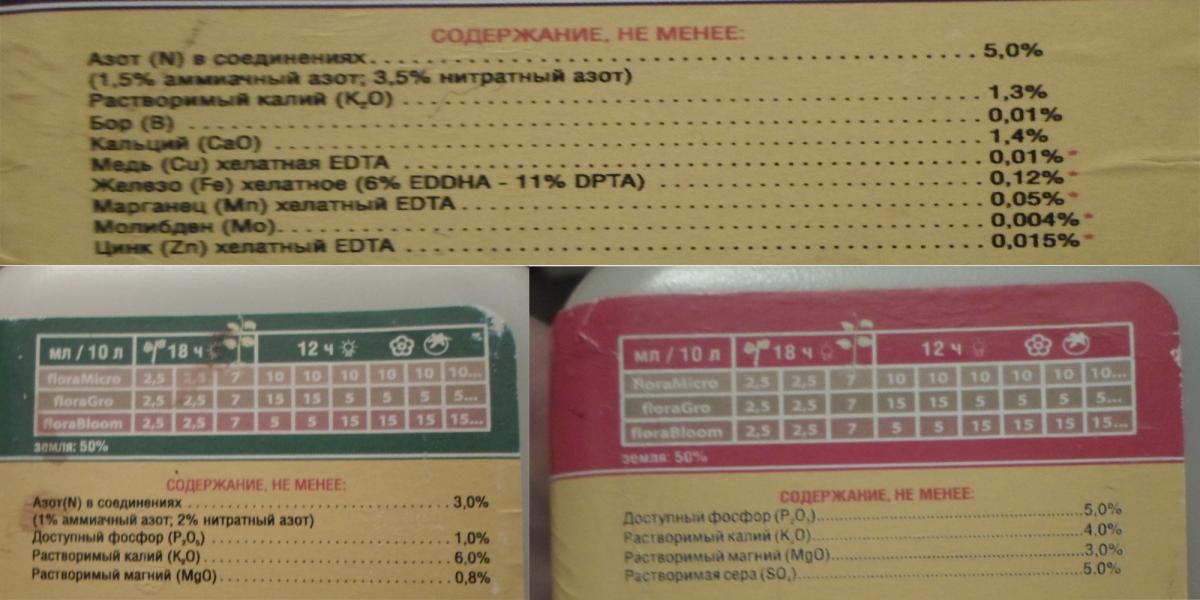 СОДЕРЖАНИЕ, НЕ МЕНЕЕ:
Азот (N) в соединениях.......................................... 5,0%
(1,5% аммиачный азот; 3,5% нитратный азот)
Растворимый калий (K₂O) .......................................... 1,3%
Бор (B) .......................................... 0,01%
Кальций (CaO) .......................................... 1,4%
Медь (Cu) хелатная EDTA .......................................... 0,01%*
Железо (Fe) хелатное (6% EDDHA - 11% DPTA) ...................... 0,12%*
Марганец (Mn) хелатный EDTA.......................................... 0,05%*
Молибден (Mo).......................................... 0,004%*
Цинк (Zn) хелатный EDTA .......................................... 0,015%*
мл / 10 л 18 ч 12 ч
floraMicro 2,5 2,5 7 10 10 10 10 10 10...
floraGro 2,5 2,5 7 15 15 5 5 5 5...
floraBloom 2,5 2,5 7 5 5 15 15 15 15...
земля: 50%
СОДЕРЖАНИЕ, НЕ МЕНЕЕ:
Азот(N) в соединениях .............................. 3,0%
(1% аммиачный азот; 2% нитратный азот)
Доступный фосфор (P₂O₅) .............................. 1,0%
Растворимый калий (K₂O) .............................. 6,0%
Растворимый магний (MgO) .............................. 0,8%
мл / 10 л 18 ч 12 ч
floraMicro 2,5 2,5 7 10 10 10 10 10 10...
floraGro 2,5 2,5 7 15 15 5 5 5 5...
floraBloom 2,5 2,5 7 5 5 15 15 15 15...
земля: 50%
СОДЕРЖАНИЕ, НЕ МЕНЕЕ:
Доступный фосфор (P₂O₅).............................. 5,0%
Растворимый калий (K₂O).............................. 4,0%
Растворимый магний (MgO).............................. 3,0%
Растворимая сера (SO₃).............................. 5,0%